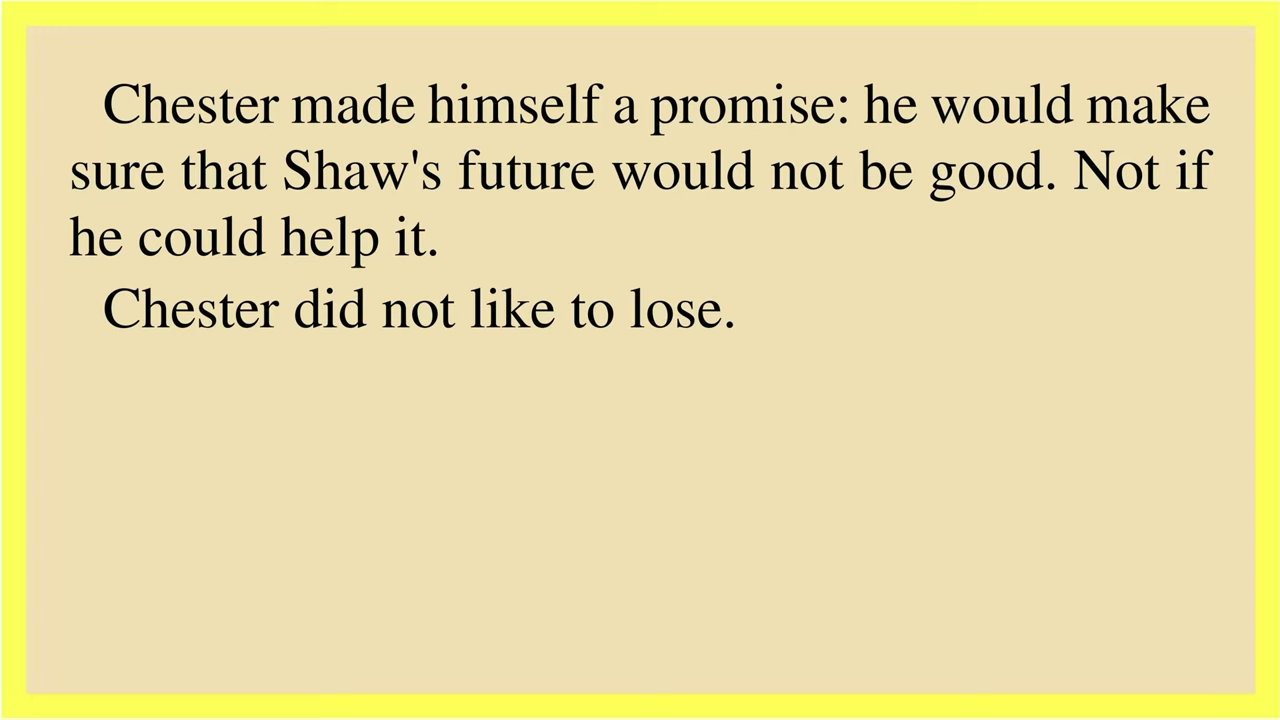 Chester made himself a promise: he would make
sure that Shaw's future would not be good. Not if
he could help it.
Chester did not like to lose.